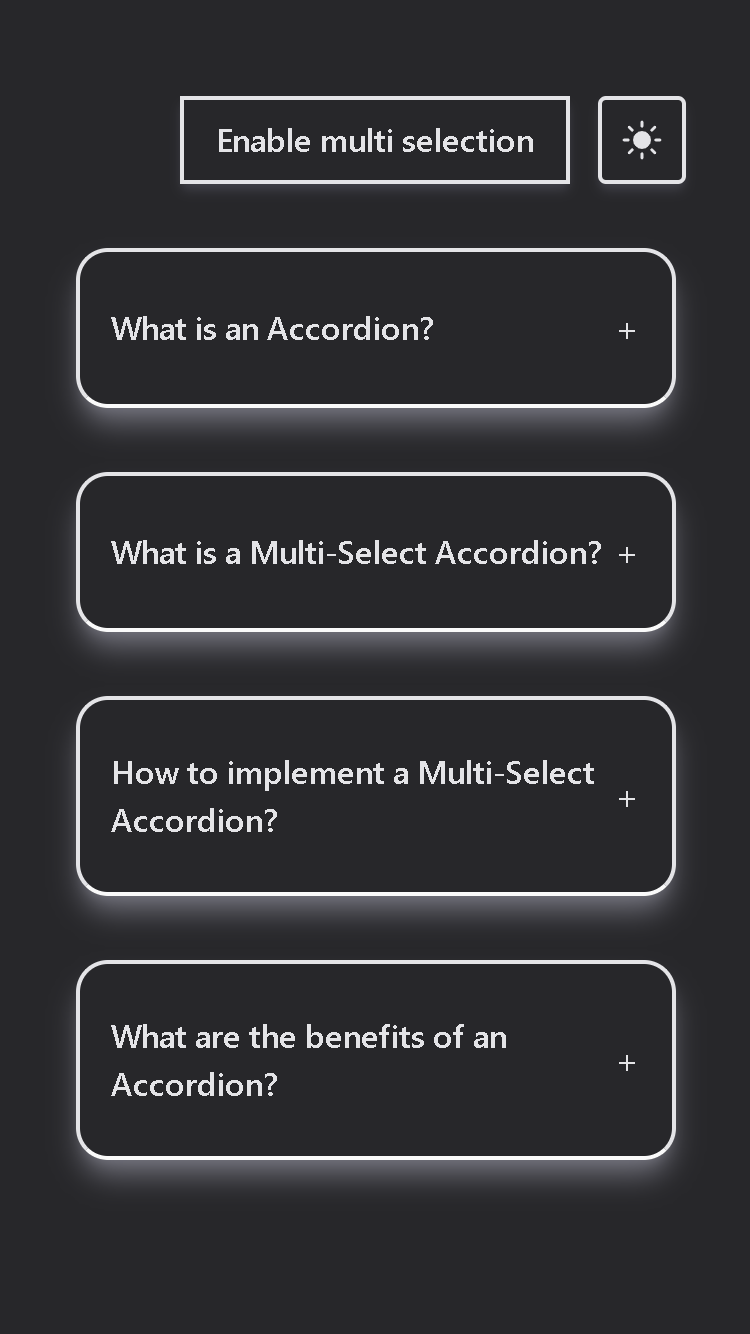 Enable multi selection
What is an Accordion?
+
What is a Multi-Select Accordion?
+
How to implement a Multi-Select
Accordion?
+
What are the benefits of an
Accordion?
+